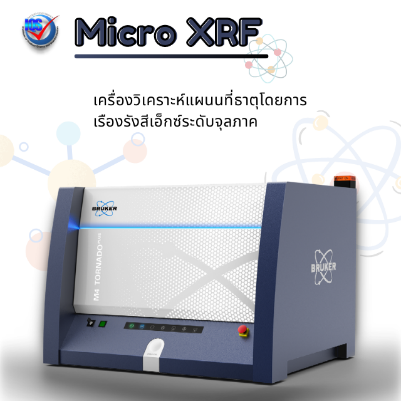 IQS
Micro XRF
เครื่องวิเคราะห์แผนที่ธาตุโดยการ
เรืองรังสีเอ็กซ์ระดับจุลภาค
BRUKER
M4 TORNADO PLUS
BRUKER